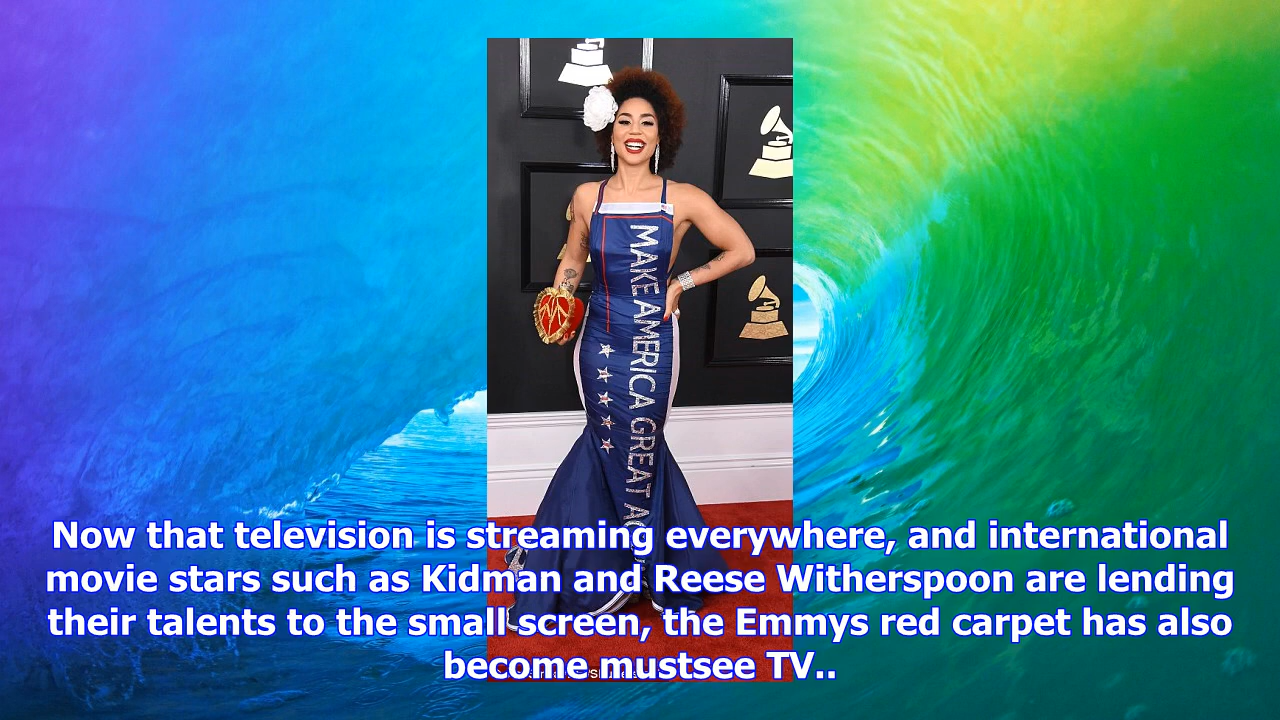 MAKE AMERICA GREAT
Now that television is streaming everywhere, and international
movie stars such as Kidman and Reese Witherspoon are lending
their talents to the small screen, the Emmys red carpet has also
become mustsee TV..